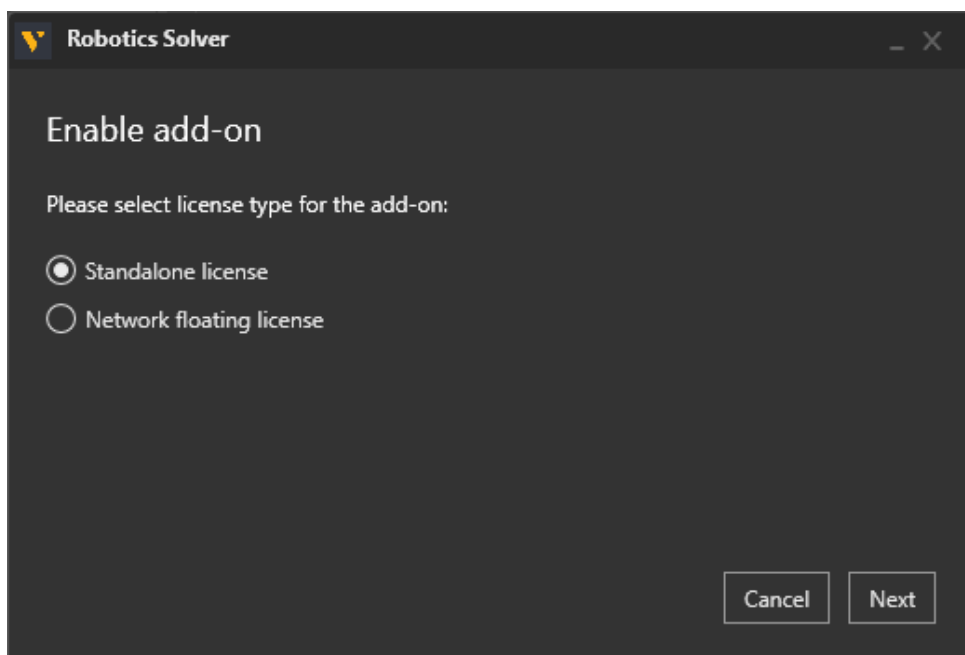 Robotics Solver
Enable add-on
Please select license type for the add-on:
Standalone license
Network floating license
Cancel Next